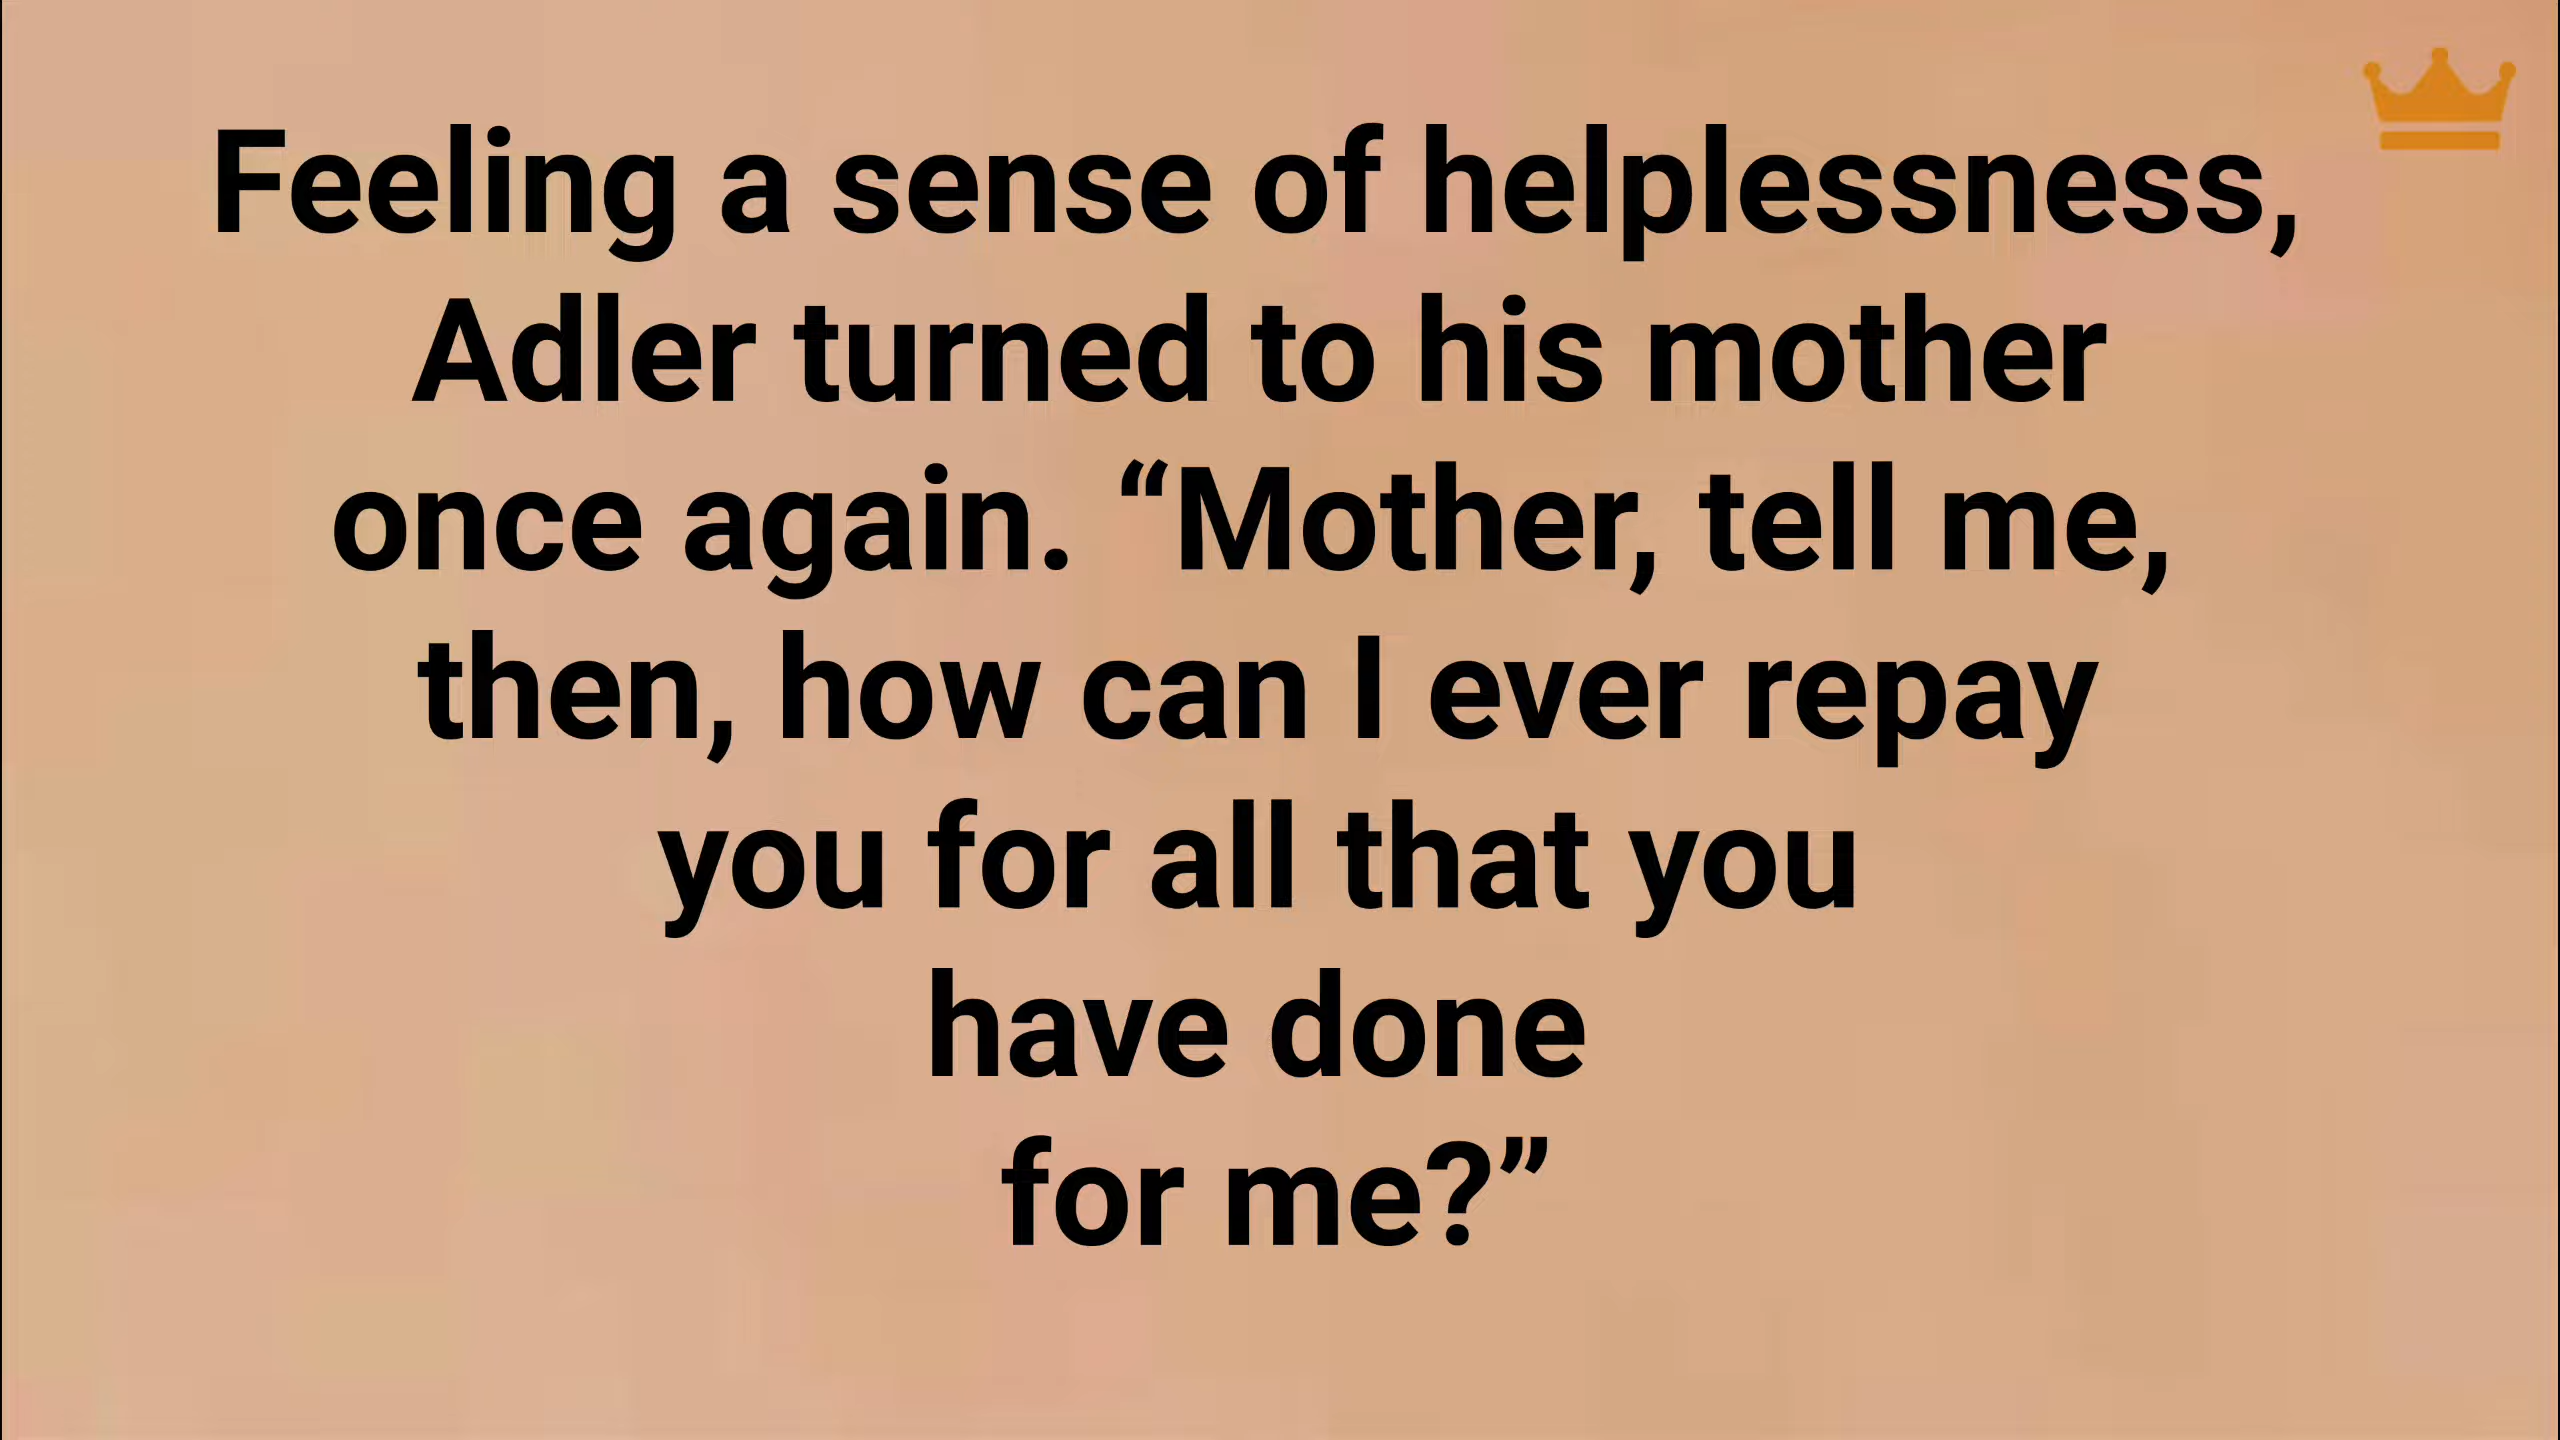 Feeling a sense of helplessness,
Adler turned to his mother
once again. “Mother, tell me,
then, how can I ever repay
you for all that you
have done
for me?”